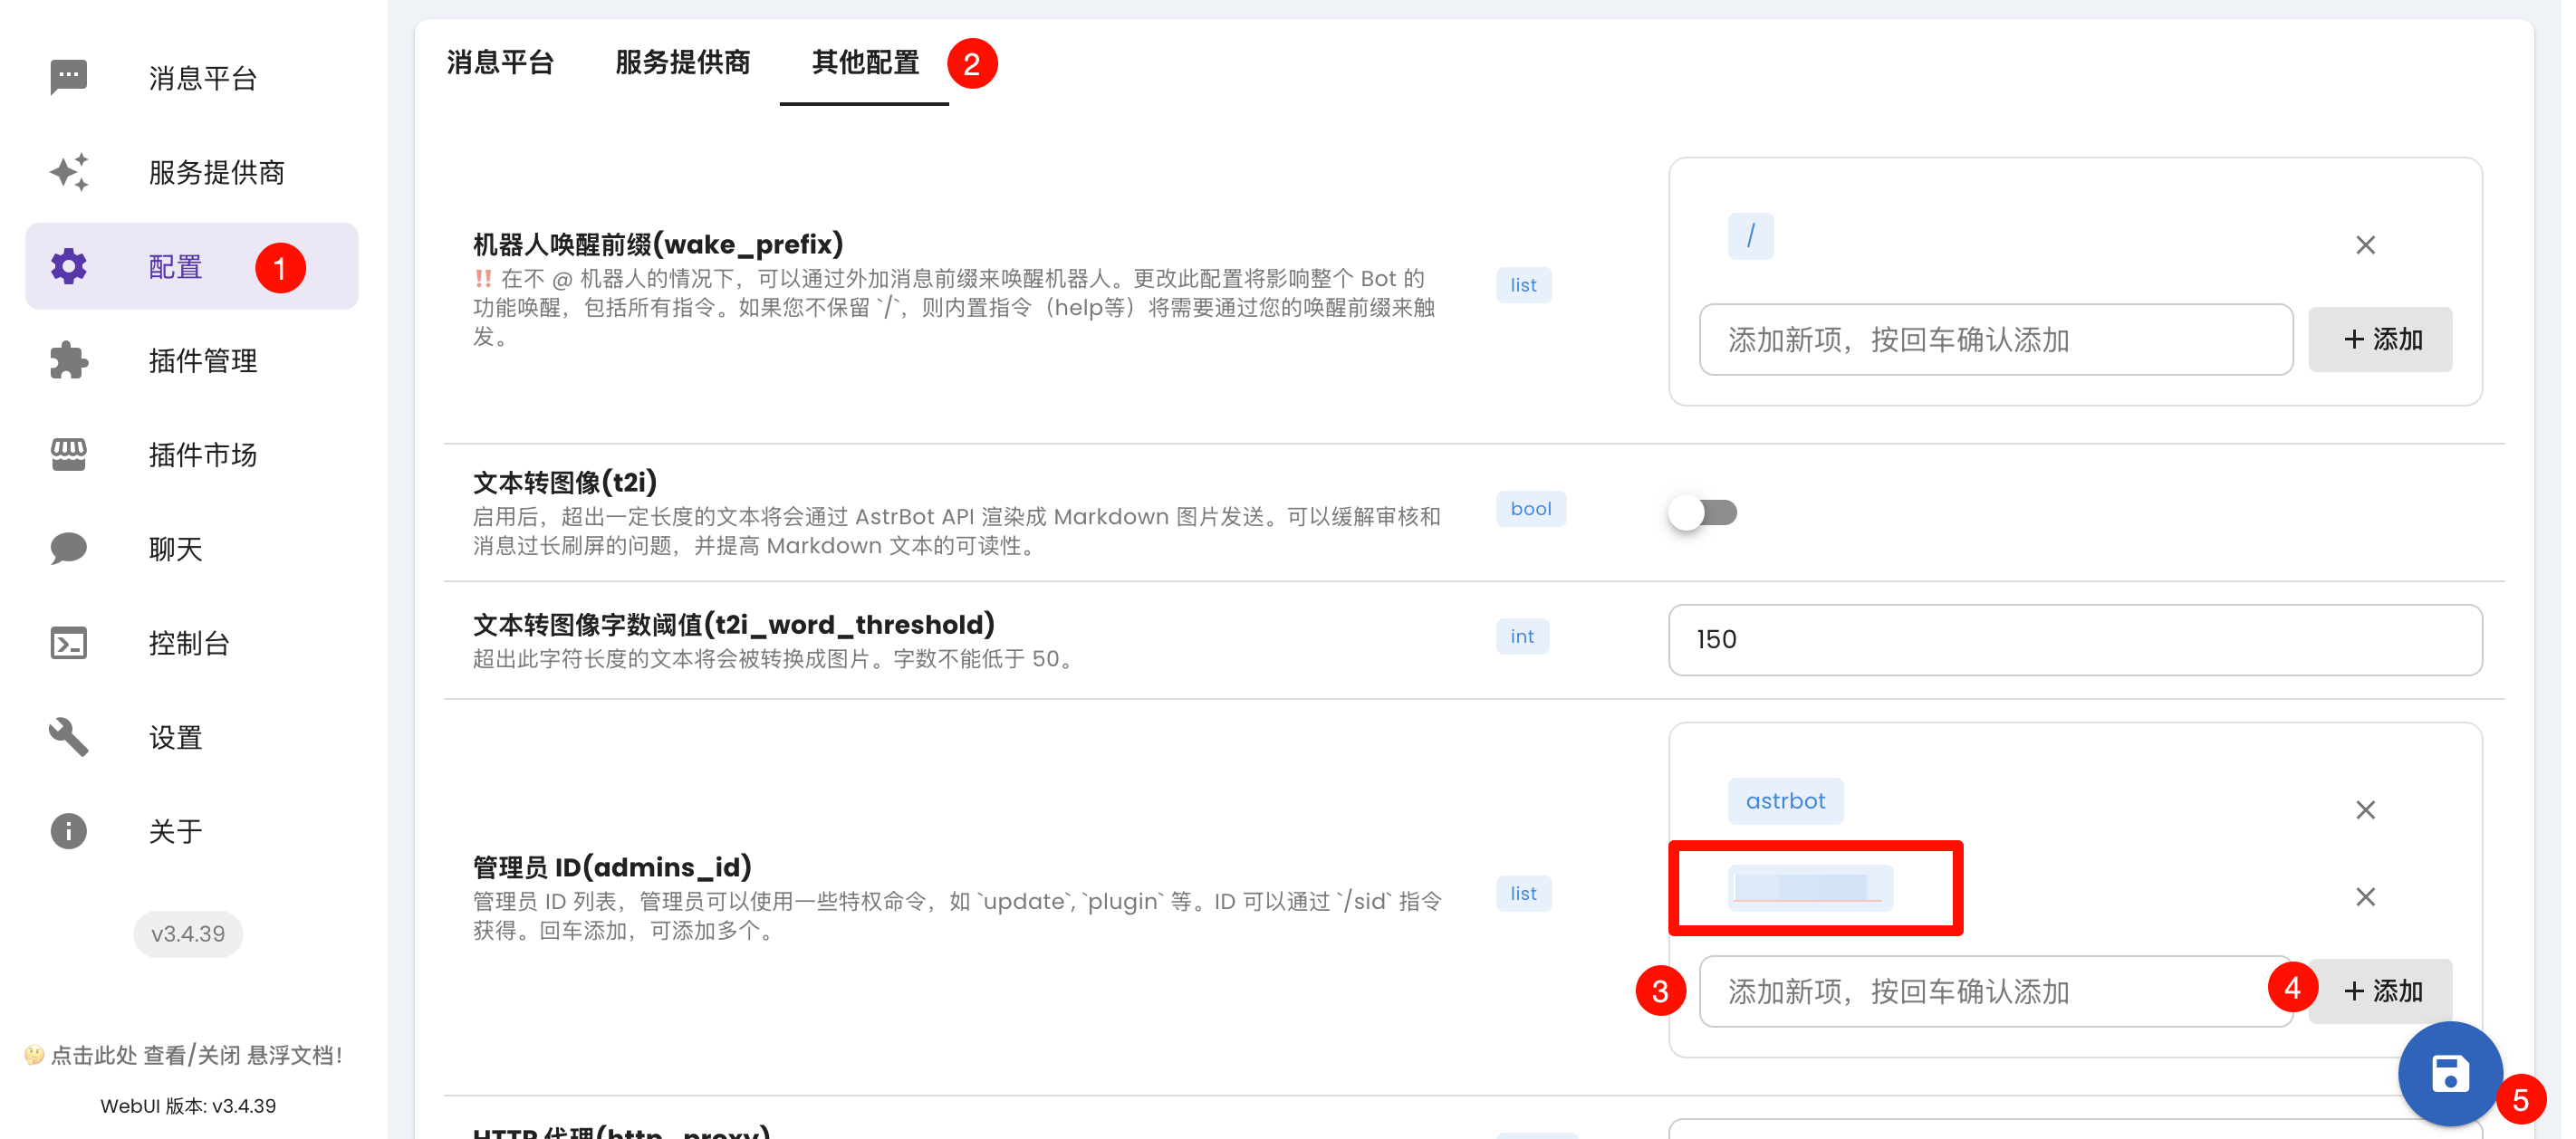 消息平台
服务提供商
配置 1
插件管理
插件市场
聊天
控制台
设置
关于
v3.4.39
🤔 点击此处 查看/关闭 悬浮文档！
WebUI 版本: v3.4.39
消息平台 服务提供商 其他配置 2
机器人唤醒前缀(wake_prefix)
‼️ 在不 @ 机器人的情况下，可以通过外加消息前缀来唤醒机器人。更改此配置将影响整个 Bot 的
功能唤醒，包括所有指令。如果您不保留 `/`，则内置指令（help等）将需要通过您的唤醒前缀来触
发。
list
/
添加新项，按回车确认添加
+ 添加
文本转图像(t2i)
启用后，超出一定长度的文本将会通过 AstrBot API 渲染成 Markdown 图片发送。可以缓解审核和
消息过长刷屏的问题，并提高 Markdown 文本的可读性。
bool
文本转图像字数阈值(t2i_word_threshold)
超出此字符长度的文本将会被转换成图片。字数不能低于 50。
int
150
管理员 ID(admins_id)
管理员 ID 列表，管理员可以使用一些特权命令，如 `update`, `plugin` 等。ID 可以通过 `/sid` 指令
获得。回车添加，可添加多个。
list
astrbot
3 添加新项，按回车确认添加
4 + 添加
5
HTTP 代理(http_proxy)